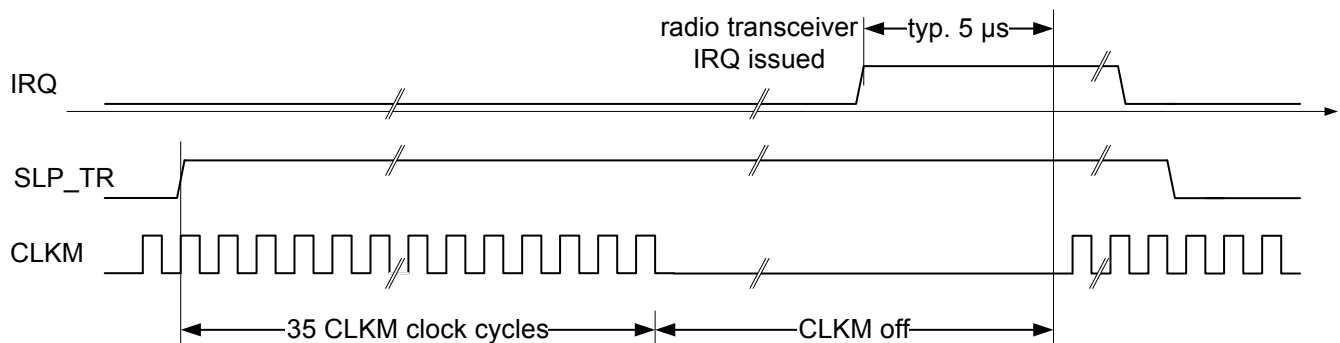 radio transceiver
IRQ issued
typ. 5 µs
IRQ
SLP_TR
CLKM
35 CLKM clock cycles
CLKM off